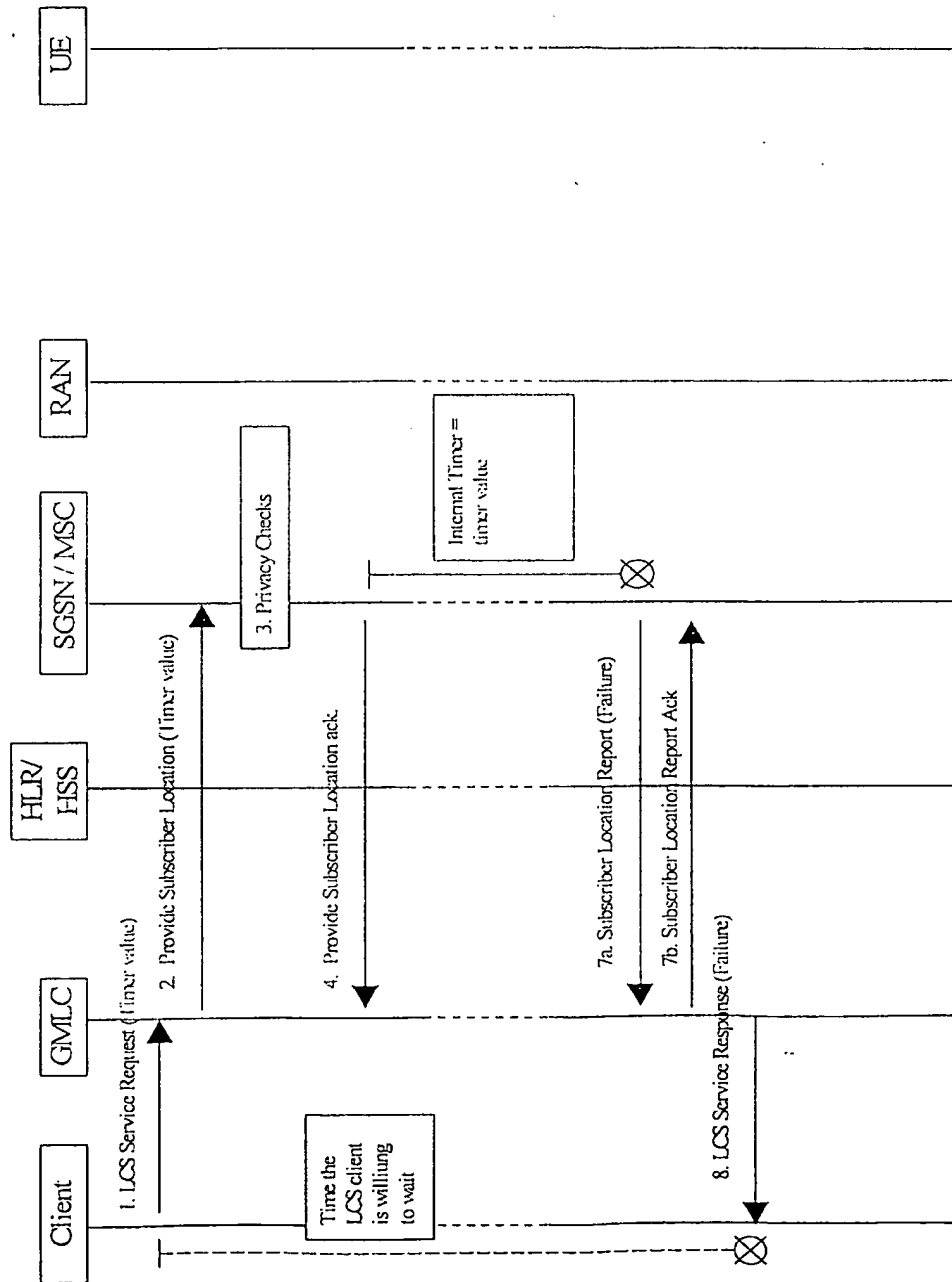 Client
GMLC
HLR/
HSS
SGSN / MSC
RAN
UE
1. LCS Service Request (Timer value)
2. Provide Subscriber Location (Timer value)
3. Privacy Checks
4. Provide Subscriber Location ack.
Time the
LCS client
is williung
to wait
Internal Timer =
timer value
7a. Subscriber Location Report (Failure)
7b. Subscriber Location Report Ack
8. LCS Service Response (Failure)